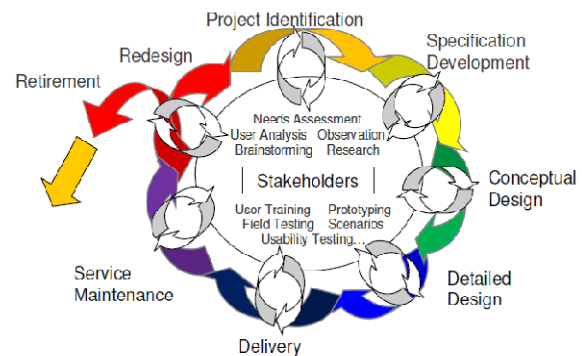 Project Identification
Redesign
Specification
Development
Retirement
Needs Assessment
User Analysis Observation
Brainstorming Research
Stakeholders
Conceptual
Design
User Training Prototyping
Field Testing Scenarios
Usability Testing...
Service
Maintenance
Detailed
Design
Delivery